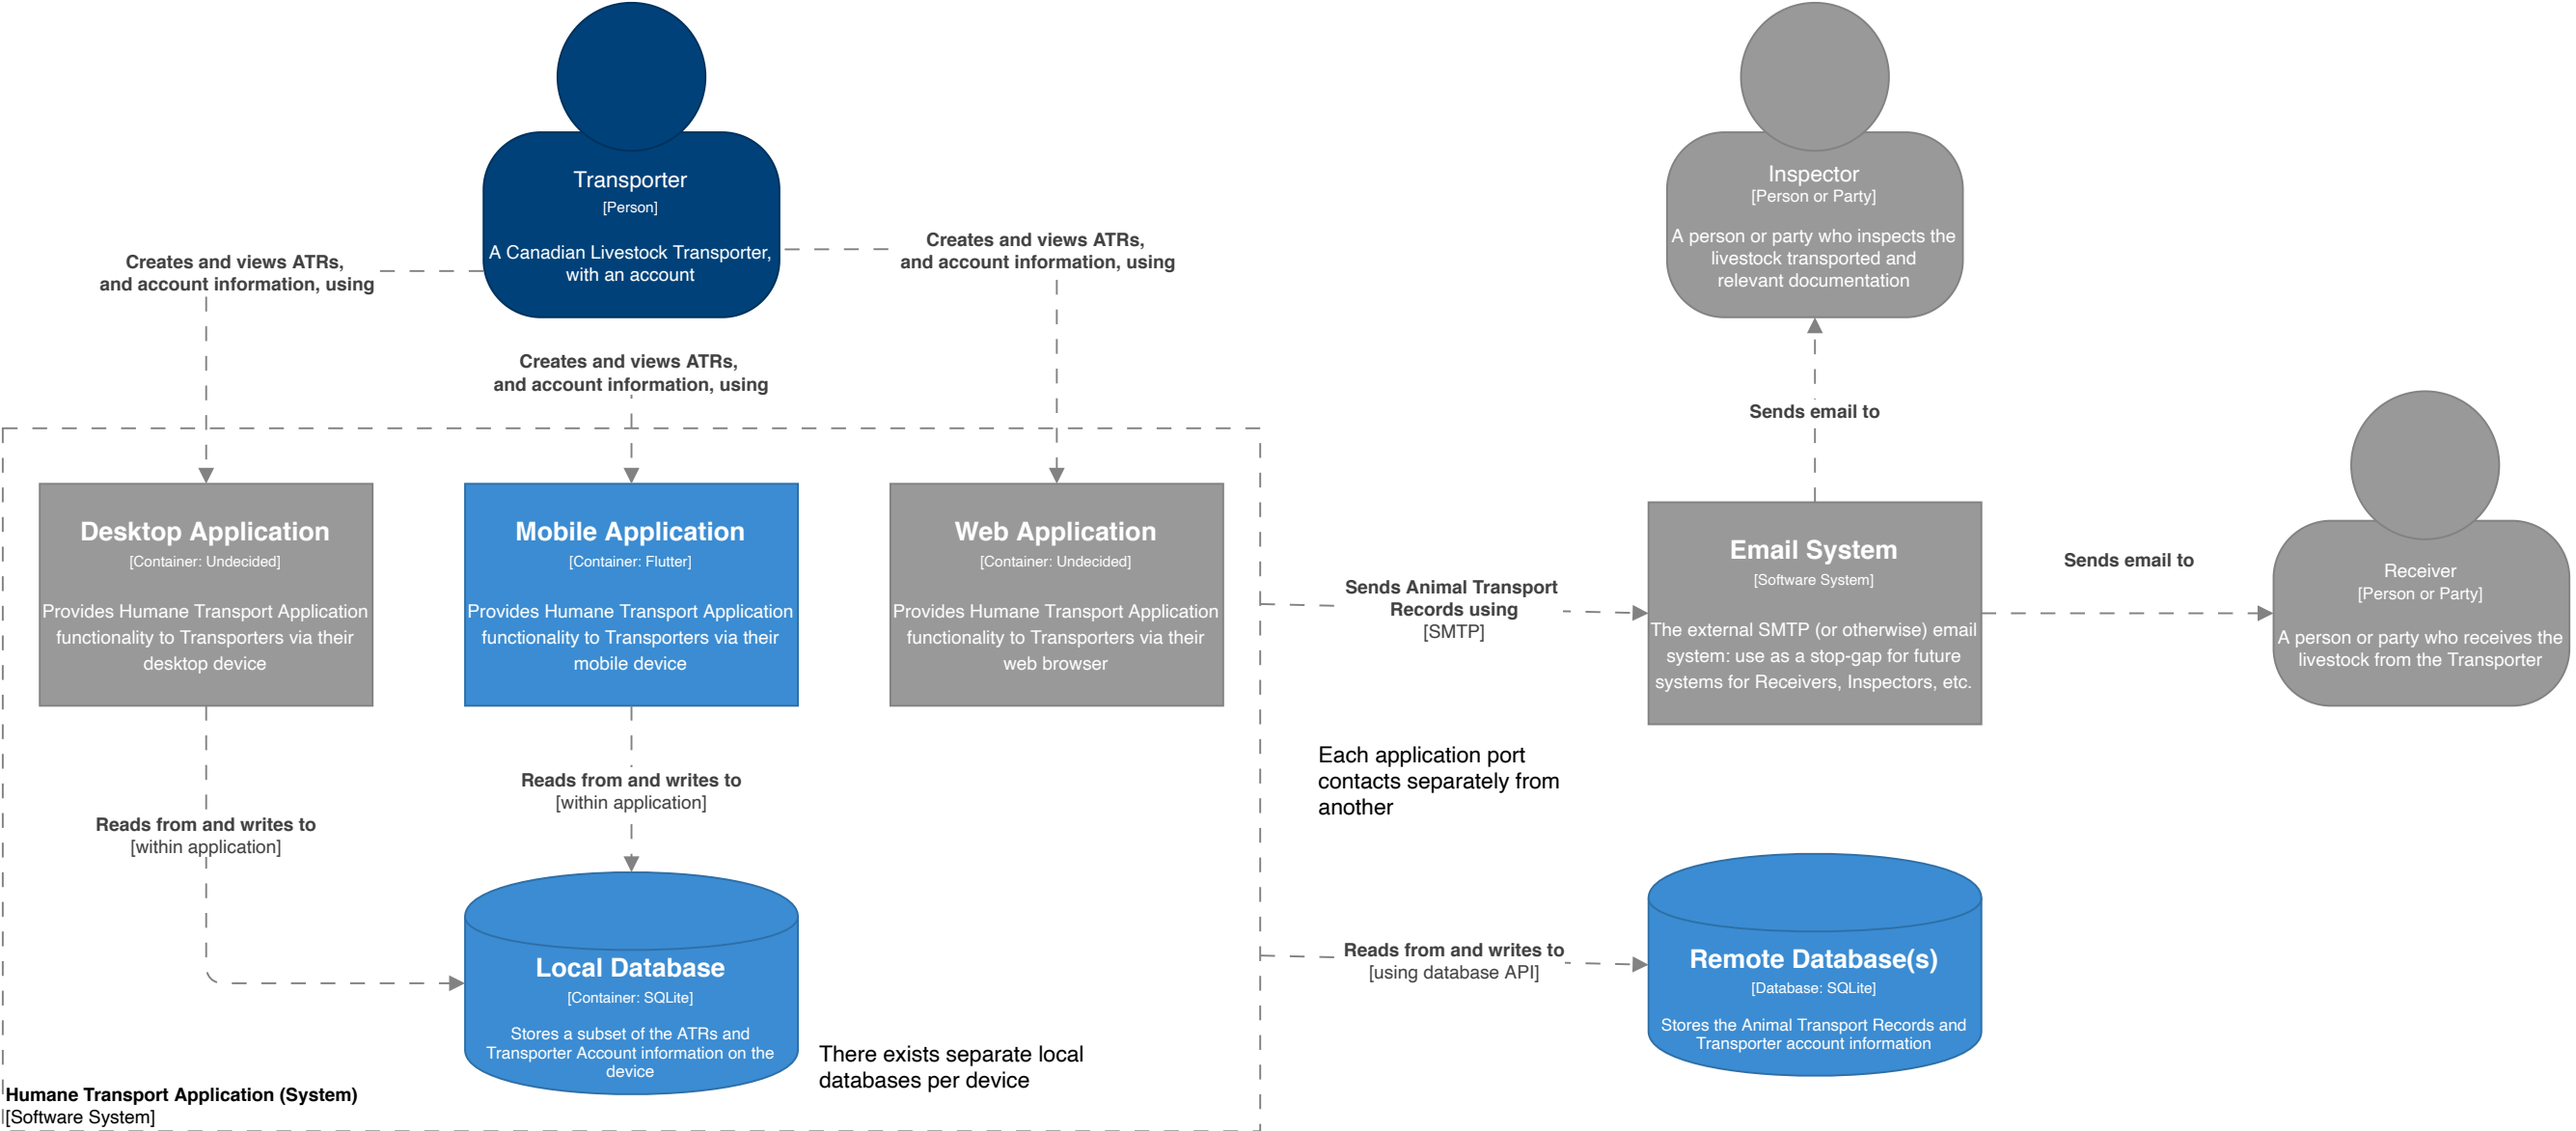 Transporter
[Person]
A Canadian Livestock Transporter,
with an account
Inspector
[Person or Party]
A person or party who inspects the
livestock transported and
relevant documentation
Creates and views ATRs,
and account information, using
Creates and views ATRs,
and account information, using
Creates and views ATRs,
and account information, using
Sends email to
Desktop Application
[Container: Undecided]
Provides Humane Transport Application
functionality to Transporters via their
desktop device
Mobile Application
[Container: Flutter]
Provides Humane Transport Application
functionality to Transporters via their
mobile device
Web Application
[Container: Undecided]
Provides Humane Transport Application
functionality to Transporters via their
web browser
Sends Animal Transport
Records using
[SMTP]
Email System
[Software System]
The external SMTP (or otherwise) email
system: use as a stop-gap for future
systems for Receivers, Inspectors, etc.
Sends email to
Receiver
[Person or Party]
A person or party who receives the
livestock from the Transporter
Each application port
contacts separately from
another
Reads from and writes to
[within application]
Reads from and writes to
[within application]
Local Database
[Container: SQLite]
Stores a subset of the ATRs and
Transporter Account information on the
device
There exists separate local
databases per device
Reads from and writes to
[using database API]
Remote Database(s)
[Database: SQLite]
Stores the Animal Transport Records and
Transporter account information
Humane Transport Application (System)
[Software System]